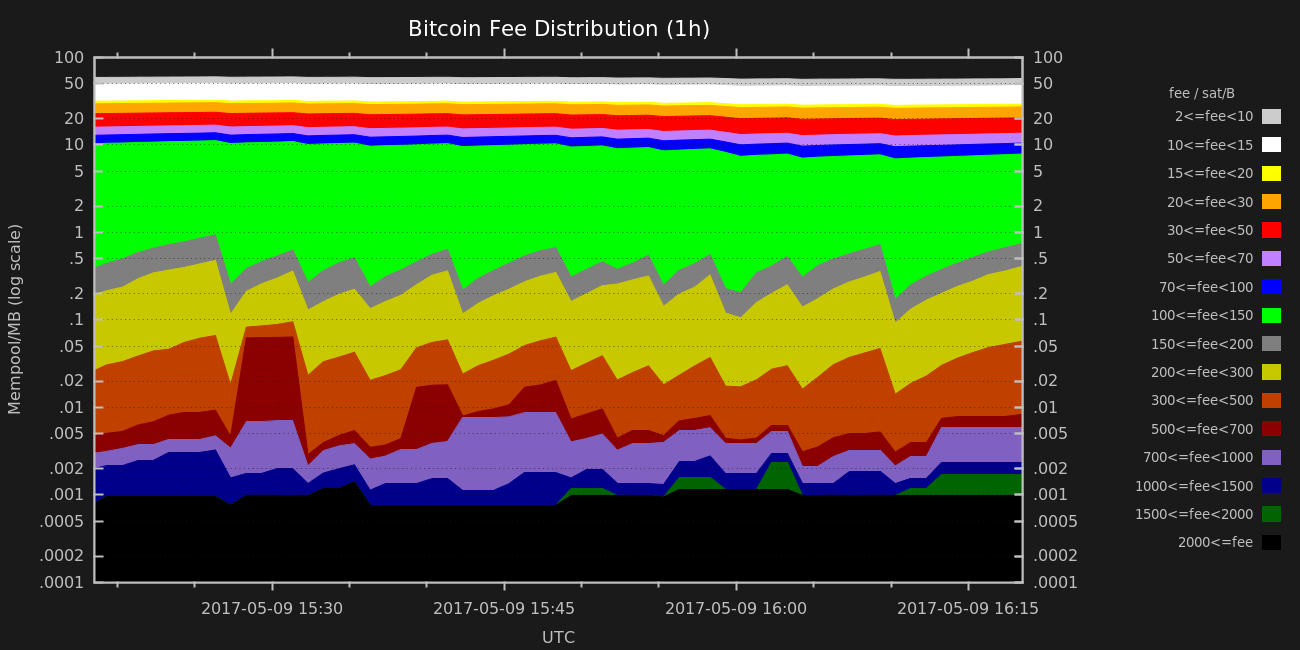 Bitcoin Fee Distribution (1h)
Mempool/MB (log scale)
100
50
20
10
5
2
1
.5
.2
.1
.05
.02
.01
.005
.002
.001
.0005
.0002
.0001
100
50
20
10
5
2
1
.5
.2
.1
.05
.02
.01
.005
.002
.001
.0005
.0002
.0001
2017-05-09 15:30
2017-05-09 15:45
2017-05-09 16:00
2017-05-09 16:15
UTC
fee / sat/B
2<=fee<10
10<=fee<15
15<=fee<20
20<=fee<30
30<=fee<50
50<=fee<70
70<=fee<100
100<=fee<150
150<=fee<200
200<=fee<300
300<=fee<500
500<=fee<700
700<=fee<1000
1000<=fee<1500
1500<=fee<2000
2000<=fee